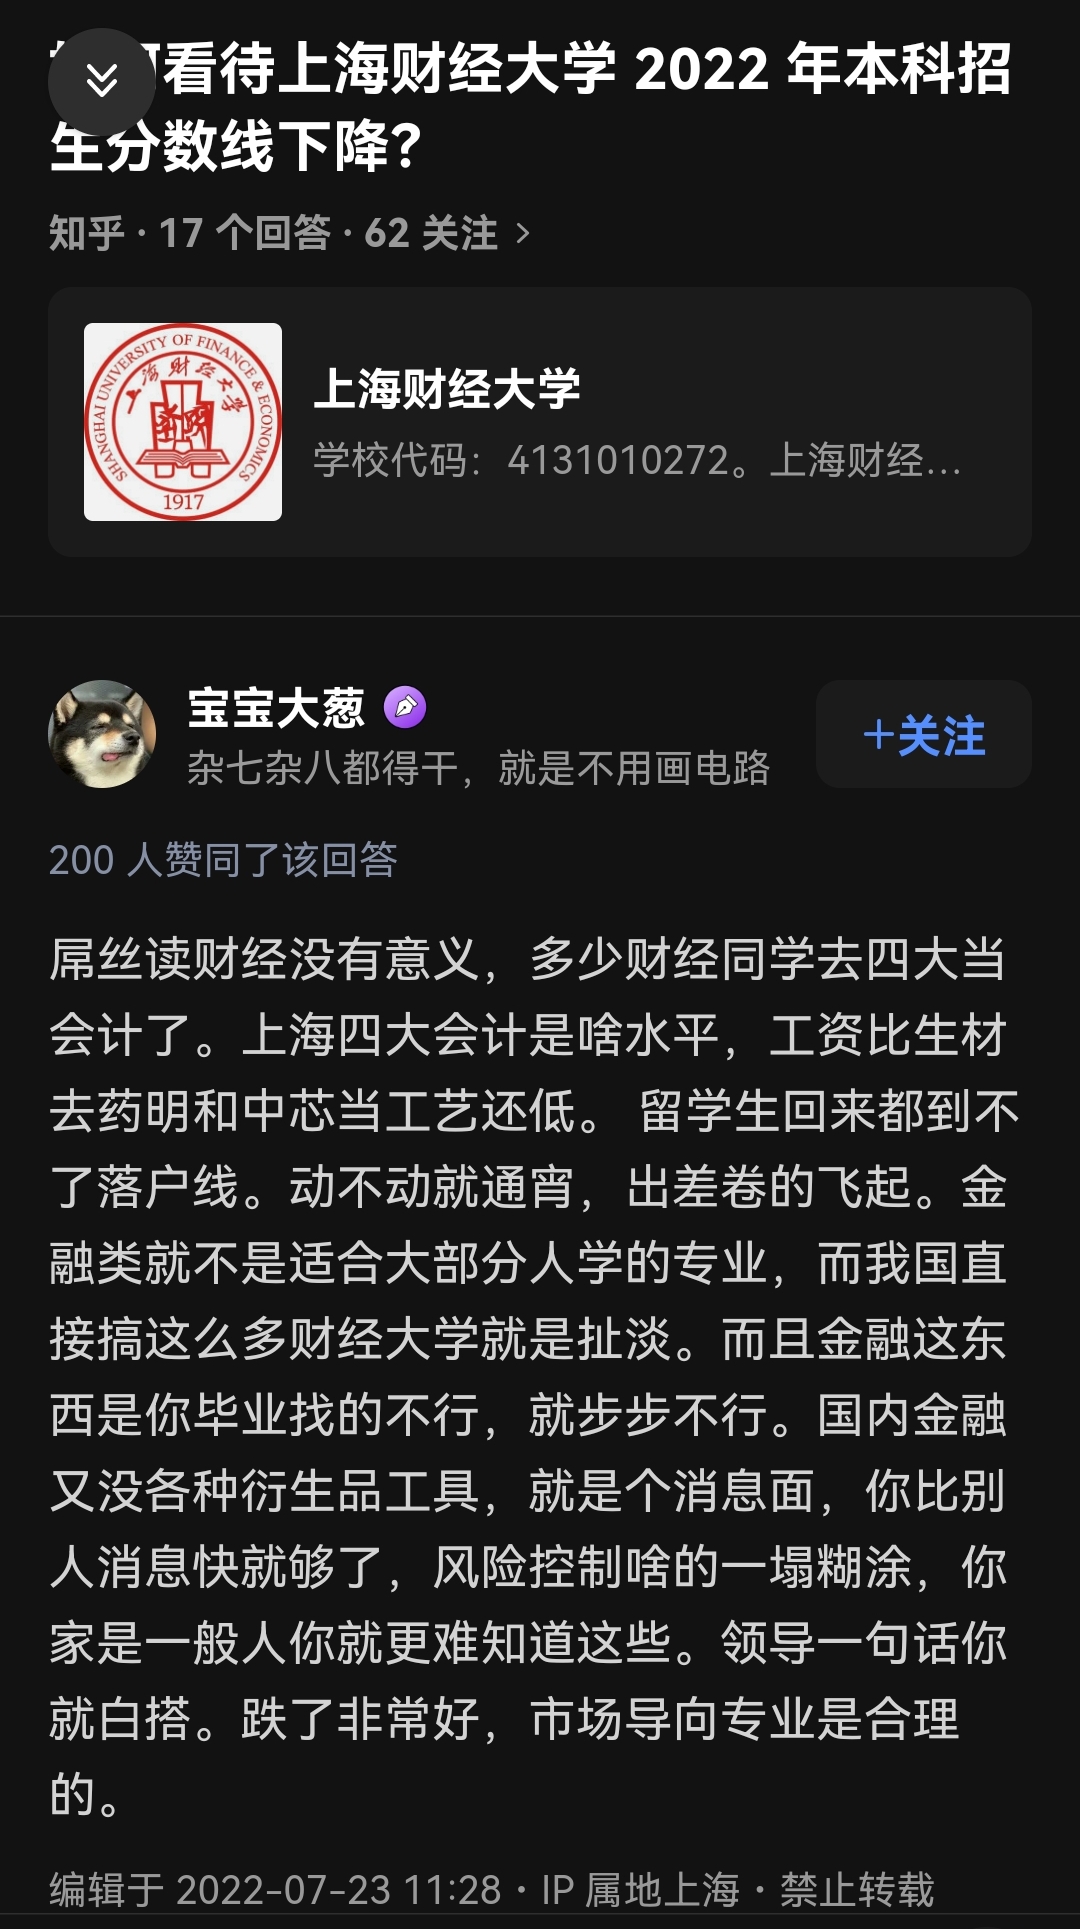 看待上海财经大学 2022 年本科招
生分数线下降?
知乎 · 17 个回答 · 62 关注 >
SHANGHAI UNIVERSITY OF FINANCE & ECONOMICS
上海财经大学
1917
上海财经大学
学校代码：4131010272。上海财经...
宝宝大葱
杂七杂八都得干，就是不用画电路
+关注
200 人赞同了该回答
屌丝读财经没有意义，多少财经同学去四大当
会计了。上海四大会计是啥水平，工资比生材
去药明和中芯当工艺还低。 留学生回来都到不
了落户线。动不动就通宵，出差卷的飞起。金
融类就不是适合大部分人学的专业，而我国直
接搞这么多财经大学就是扯淡。而且金融这东
西是你毕业找的不行，就步步不行。国内金融
又没各种衍生品工具，就是个消息面，你比别
人消息快就够了，风险控制啥的一塌糊涂，你
家是一般人你就更难知道这些。领导一句话你
就白搭。跌了非常好，市场导向专业是合理
的。
编辑于 2022-07-23 11:28 · IP 属地上海 · 禁止转载